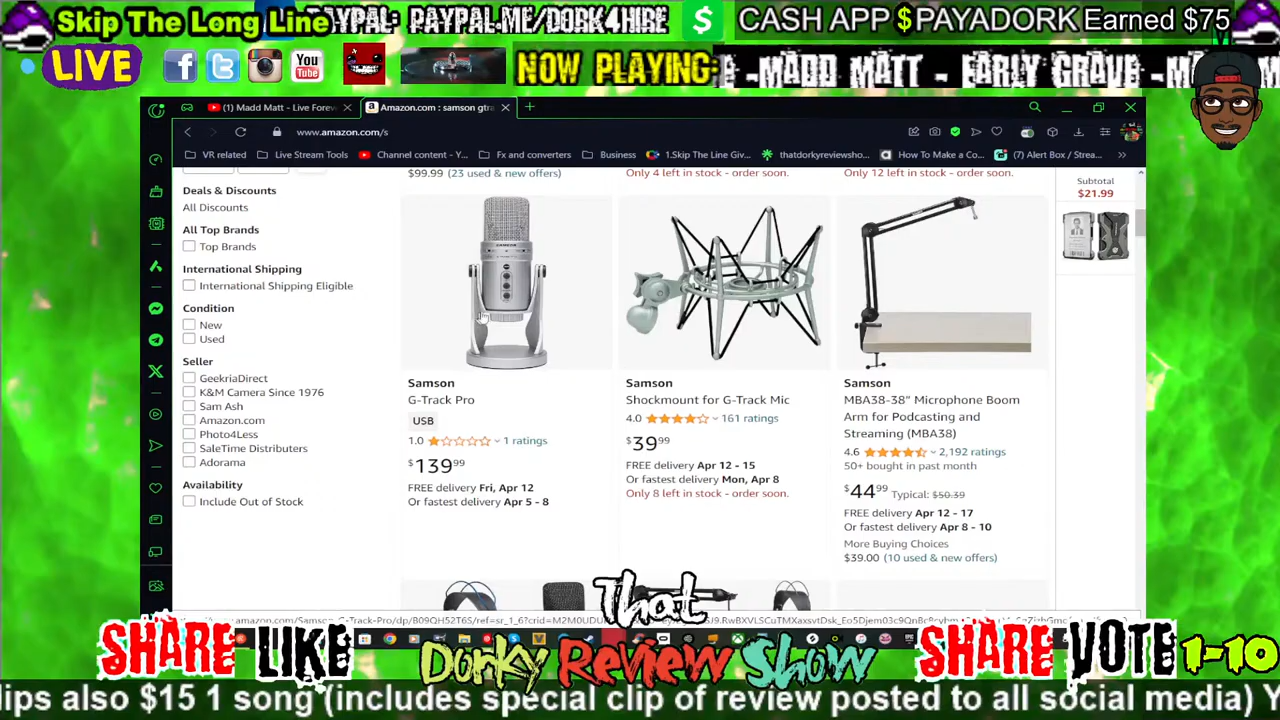 Skip The Long Line
PAYPAL: PAYPAL.ME/DORK4HIRE
$ CASH APP $PAYADORK Earned $75
LIVE
You
Tube
NOW PLAYING:
-MADD MATT - EARLY GRAVE
(1) Madd Matt - Live Forev
Amazon.com : samson gtra
www.amazon.com/s
VR related
Live Stream Tools
Channel content - Y...
Fx and converters
Business
1.Skip The Line Giv...
thatdorkyreviewsho...
How To Make a Co...
(7) Alert Box / Strea...
$99.99 (23 used & new offers)
Only 4 left in stock - order soon.
Only 12 left in stock - order soon.
Subtotal
$21.99
Deals & Discounts
All Discounts
All Top Brands
Top Brands
International Shipping
International Shipping Eligible
Condition
New
Used
Seller
GeekriaDirect
K&M Camera Since 1976
Sam Ash
Amazon.com
Photo4Less
SaleTime Distributers
Adorama
Availability
Include Out of Stock
SAMSON
Samson
G-Track Pro
USB
1.0 1 ratings
$139.99
FREE delivery Fri, Apr 12
Or fastest delivery Apr 5 - 8
Samson
Shockmount for G-Track Mic
4.0 161 ratings
$39.99
FREE delivery Apr 12 - 15
Or fastest delivery Mon, Apr 8
Only 8 left in stock - order soon.
Samson
MBA38-38" Microphone Boom
Arm for Podcasting and
Streaming (MBA38)
4.6 2,192 ratings
50+ bought in past month
$44.99 Typical: $50.39
FREE delivery Apr 12 - 17
Or fastest delivery Apr 8 - 10
More Buying Choices
$39.00 (10 used & new offers)
That
SHARE LIKE
Dorky Review Show
SHARE VOTE 1-10
lips also $15 1 song (includes special clip of review posted to all social media) Y